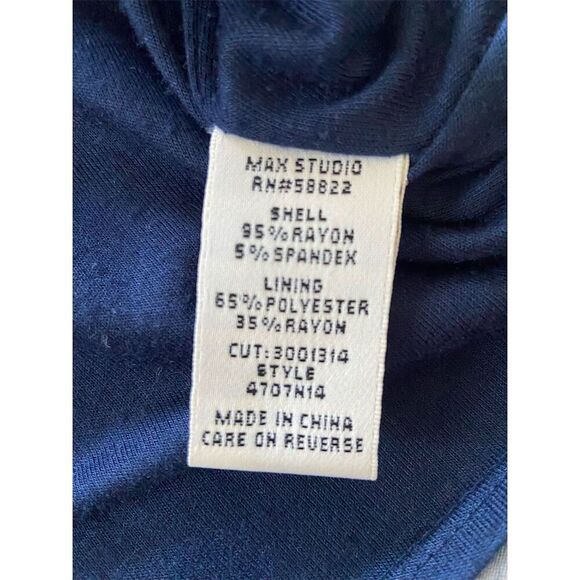 MAX STUDIO
RN#58822
SHELL
95%RAYON
5%SPANDEX
LINING
65%POLYESTER
35%RAYON
CUT:3001314
STYLE
4707N14
MADE IN CHINA
CARE ON REVERSE